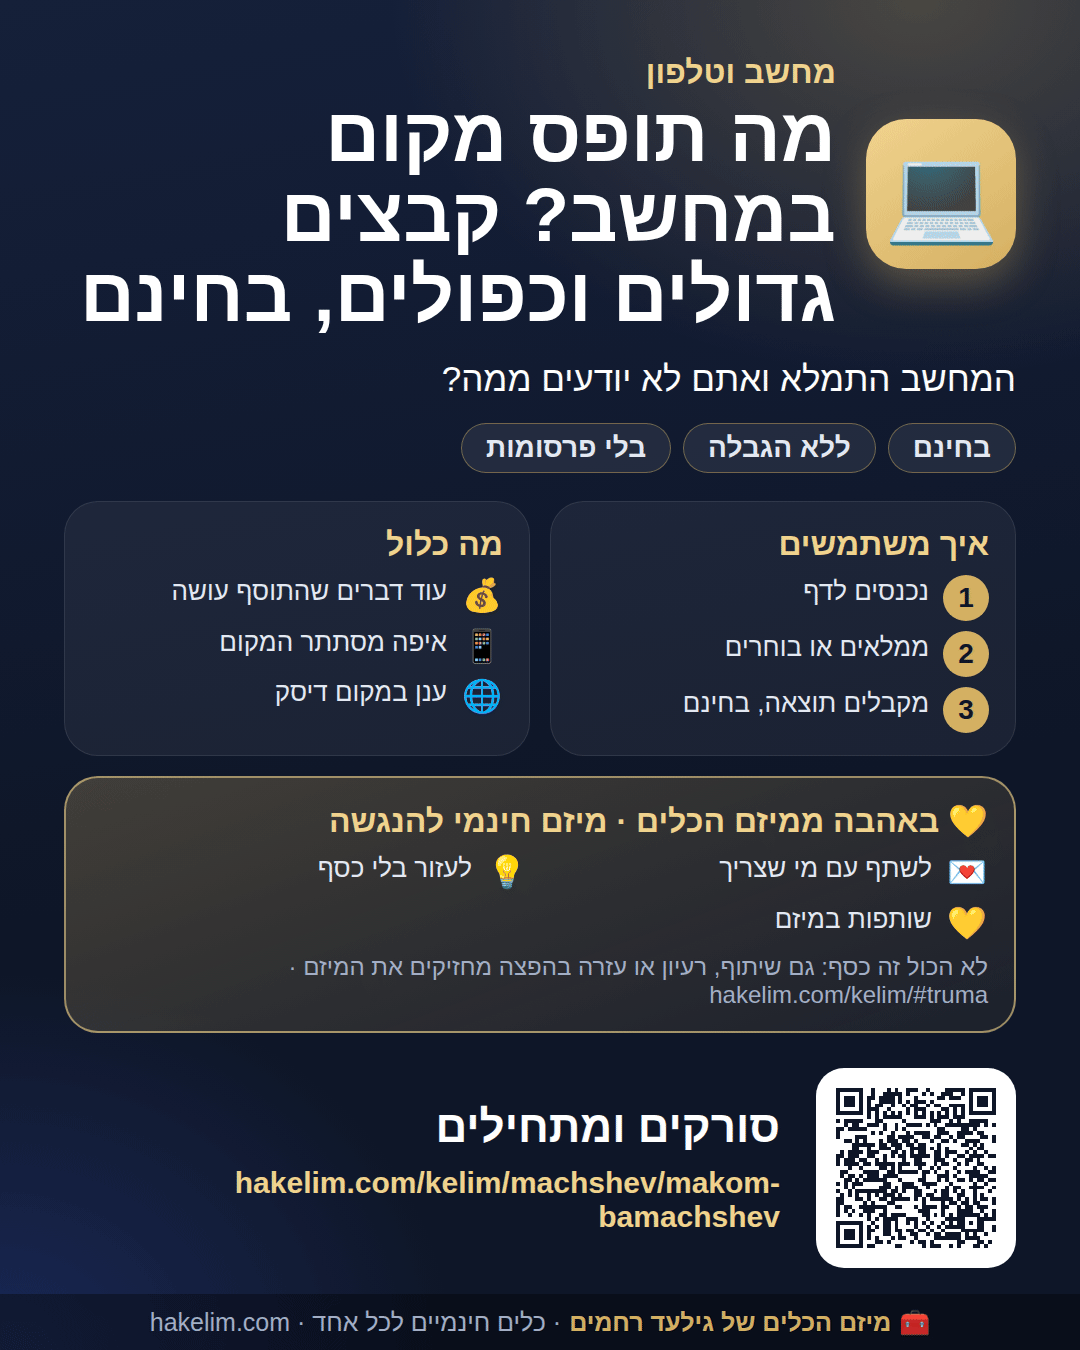 מחשב וטלפון
מה תופס מקום
במחשב? קבצים
גדולים וכפולים, בחינם
המחשב התמלא ואתם לא יודעים ממה?
בחינם
ללא הגבלה
בלי פרסומות
איך משתמשים
1 נכנסים לדף
2 ממלאים או בוחרים
3 מקבלים תוצאה, בחינם
מה כלול
עוד דברים שהתוסף עושה
איפה מסתתר המקום
ענן במקום דיסק
באהבה ממיזם הכלים · מיזם חינמי להנגשה
לשתף עם מי שצריך
לעזור בלי כסף
שותפות במיזם
לא הכול זה כסף: גם שיתוף, רעיון או עזרה בהפצה מחזיקים את המיזם ·
hakelim.com/kelim/#truma
סורקים ומתחילים
hakelim.com/kelim/machshev/makom-
bamachshev
מיזם הכלים של גילעד רחמים · כלים חינמיים לכל אחד · hakelim.com